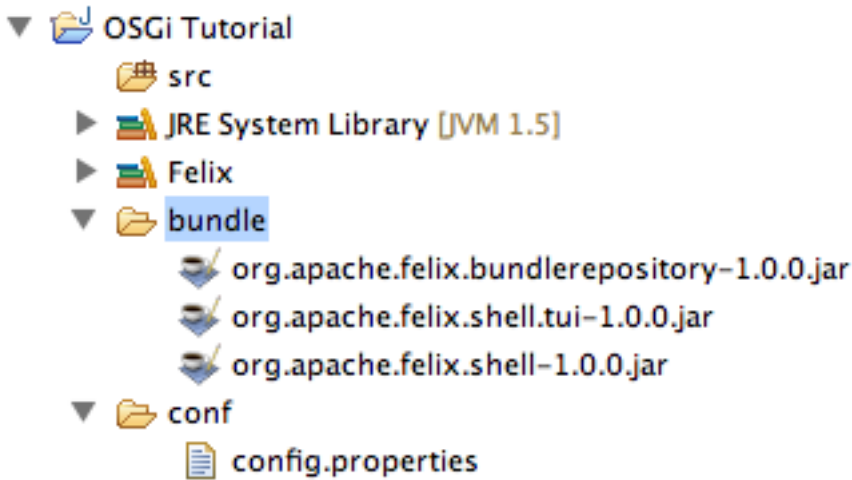 OSGi Tutorial
src
JRE System Library [JVM 1.5]
Felix
bundle
org.apache.felix.bundlerepository-1.0.0.jar
org.apache.felix.shell.tui-1.0.0.jar
org.apache.felix.shell-1.0.0.jar
conf
config.properties